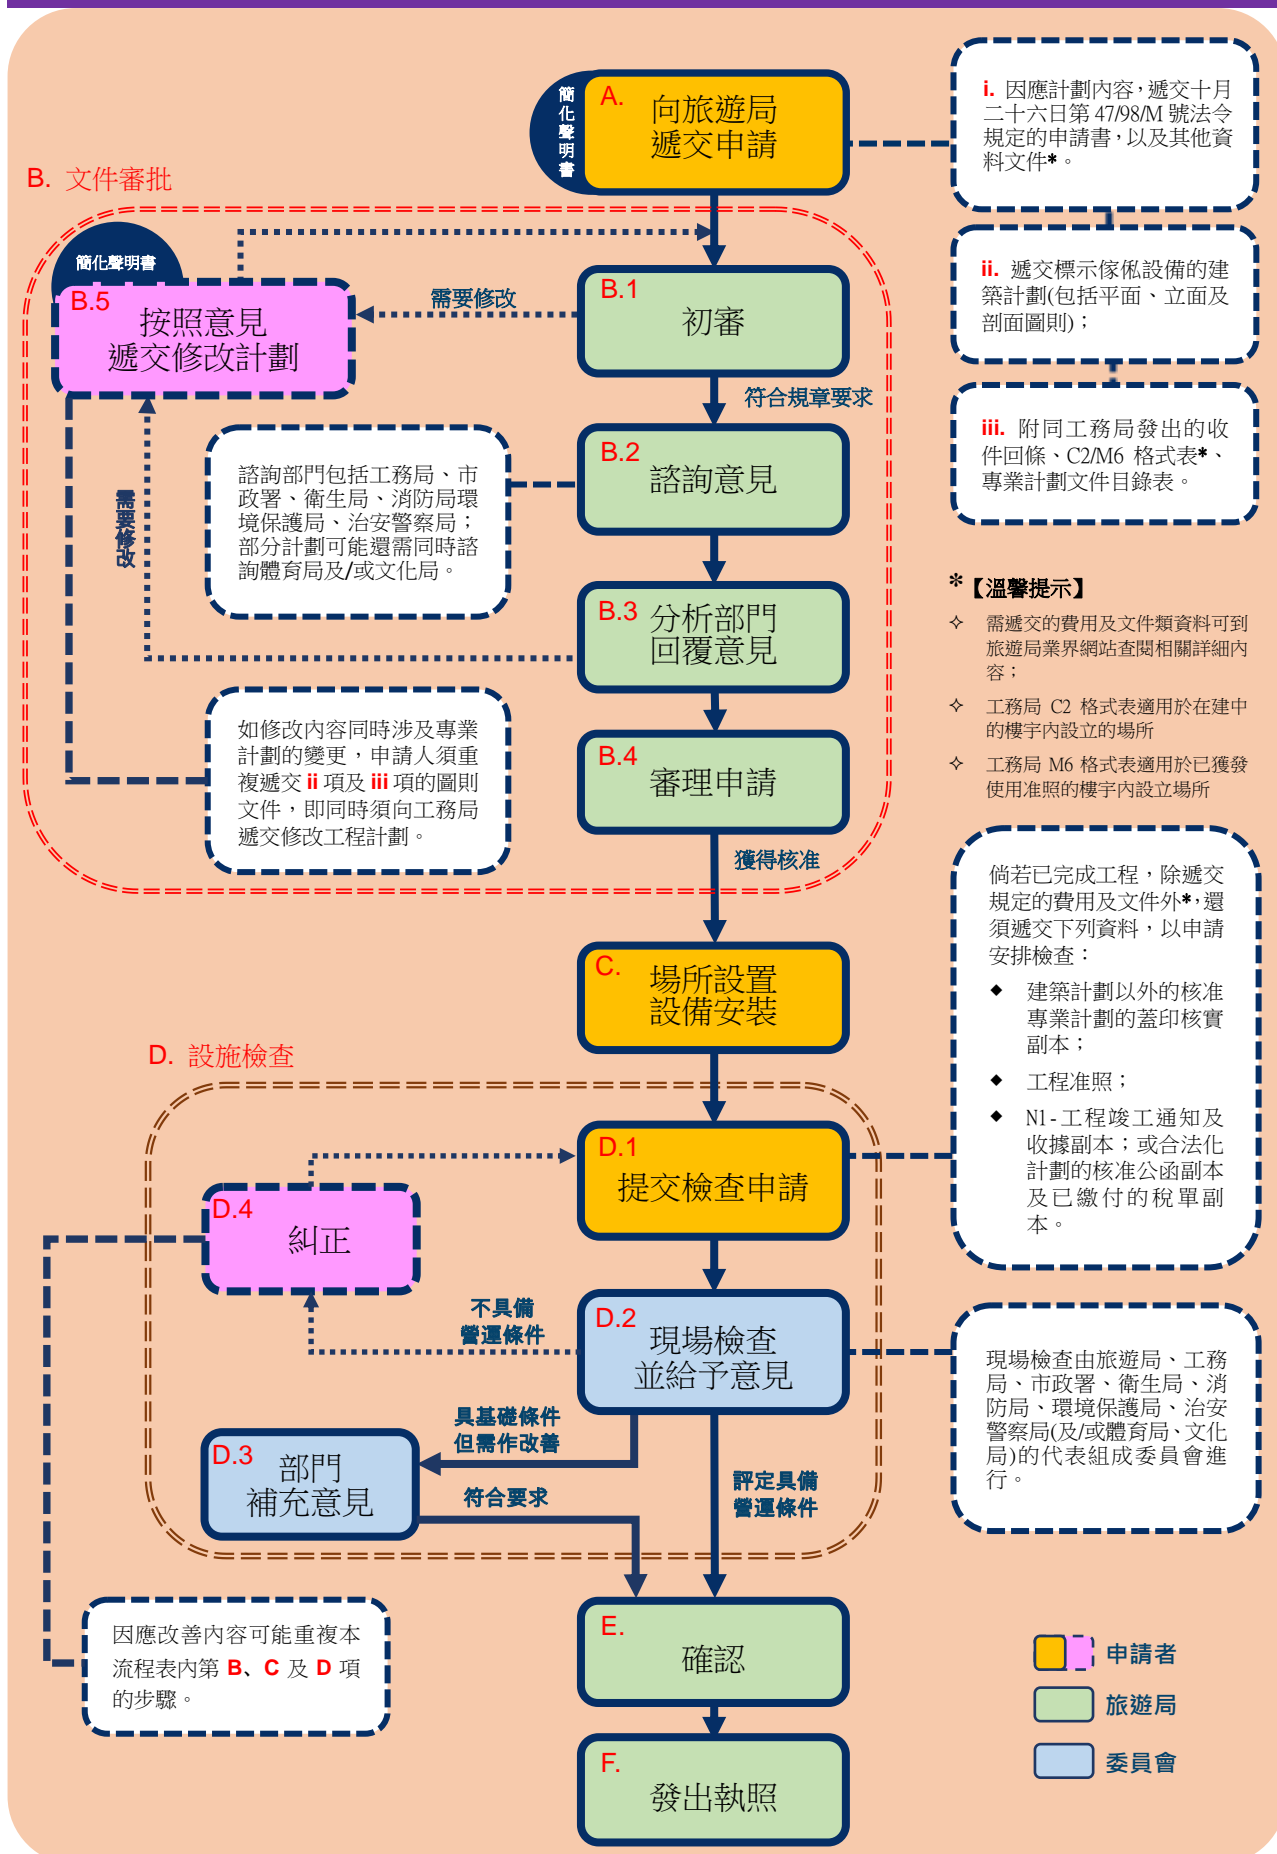 簡化聲明書
A.
向旅遊局
遞交申請
i. 因應計劃內容，遞交十月
二十六日第 47/98/M 號法令
規定的申請書，以及其他資
料文件*。
ii. 遞交標示傢俬設備的建
築計劃(包括平面、立面及
剖面圖則)；
iii. 附同工務局發出的收
件回條、C2/M6 格式表*、
專業計劃文件目錄表。
*【溫馨提示】
✧ 需遞交的費用及文件類資料可到
旅遊局業界網站查閱相關詳細內
容；
✧ 工務局 C2 格式表適用於在建中
的樓宇內設立的場所
✧ 工務局 M6 格式表適用於已獲發
使用准照的樓宇內設立場所
B. 文件審批
簡化聲明書
B.5
按照意見
遞交修改計劃
需要修改
B.1
初審
符合規章要求
B.2
諮詢意見
諮詢部門包括工務局、市
政署、衛生局、消防局環
境保護局、治安警察局；
部分計劃可能還需同時諮
詢體育局及/或文化局。
需要修改
B.3
分析部門
回覆意見
如修改內容同時涉及專業
計劃的變更，申請人須重
複遞交 ii 項及 iii 項的圖則
文件，即同時須向工務局
遞交修改工程計劃。
B.4
審理申請
獲得核准
C.
場所設置
設備安裝
倘若已完成工程，除遞交
規定的費用及文件外*，還
須遞交下列資料，以申請
安排檢查：
◆ 建築計劃以外的核准
專業計劃的蓋印核實
副本；
◆ 工程准照；
◆ N1-工程竣工通知及
收據副本；或合法化
計劃的核准公函副本
及已繳付的稅單副
本。
D. 設施檢查
D.1
提交檢查申請
D.4
糾正
不具備
營運條件
D.2
現場檢查
並給予意見
現場檢查由旅遊局、工務
局、市政署、衛生局、消
防局、環境保護局、治安
警察局(及/或體育局、文化
局)的代表組成委員會進
行。
具基礎條件
但需作改善
D.3
部門
補充意見
符合要求
評定具備
營運條件
因應改善內容可能重複本
流程表內第 B、C 及 D 項
的步驟。
E.
確認
F.
發出執照
申請者
旅遊局
委員會